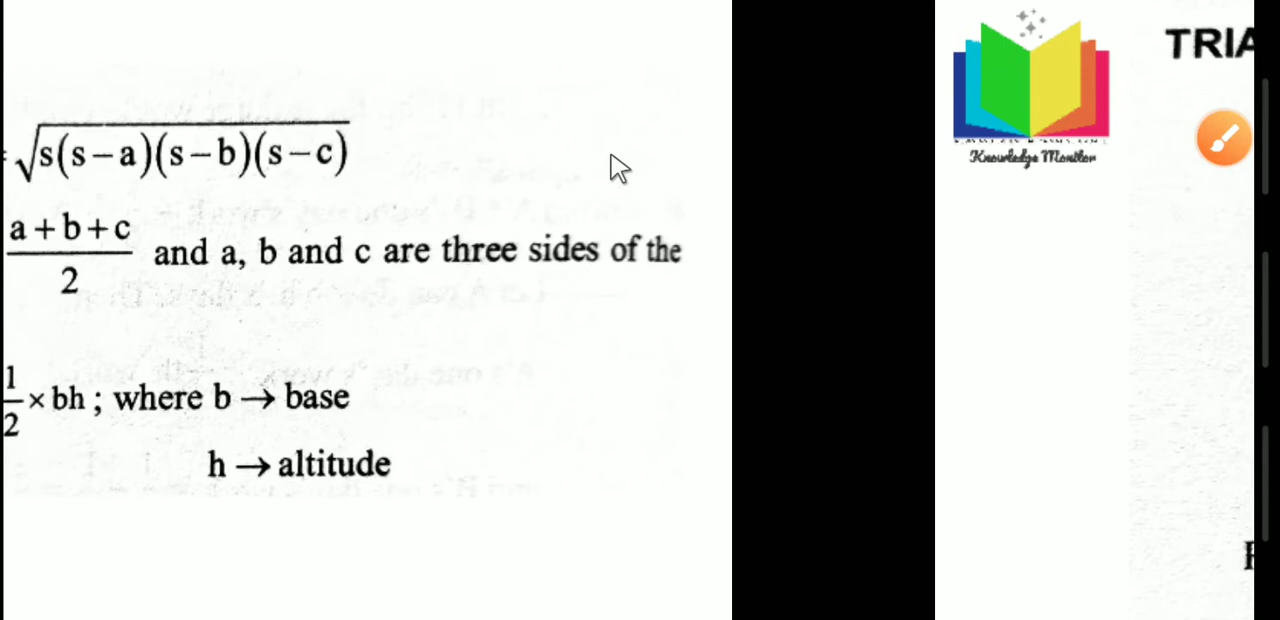 = √s(s−a)(s−b)(s−c)
a+b+c/2 and a, b and c are three sides of the
1/2 × bh ; where b → base
h → altitude
Knowledge Monitor
TRIA